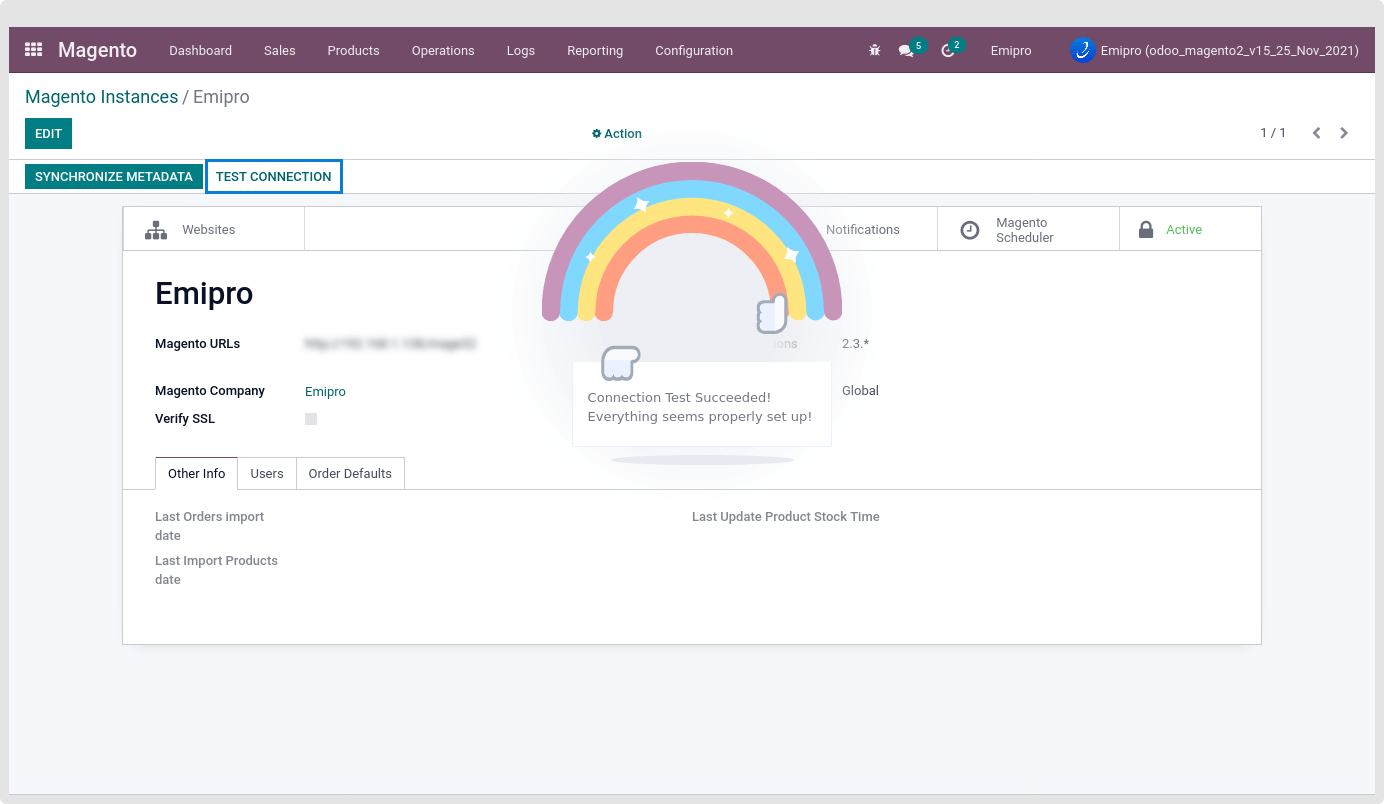 Magento Dashboard Sales Products Operations Logs Reporting Configuration 5 2 Emipro Emipro (odoo_magento2_v15_25_Nov_2021)
Magento Instances / Emipro
EDIT Action 1 / 1
SYNCHRONIZE METADATA TEST CONNECTION
Websites Notifications Magento Scheduler Active
Emipro
Magento URLs 2.3.*
Magento Company Emipro Global
Verify SSL
Connection Test Succeeded!
Everything seems properly set up!
Other Info Users Order Defaults
Last Orders import date
Last Update Product Stock Time
Last Import Products date